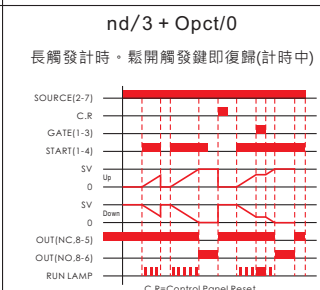 nd/3 + Opct/0
長觸發計時。鬆開觸發鍵即復歸(計時中)
SOURCE(2-7)
C.R
GATE(1-3)
START(1-4)
SV
Up
0
SV
Down
0
OUT(NC,8-5)
OUT(NO,8-6)
RUN LAMP
C.R=Control Panel Reset